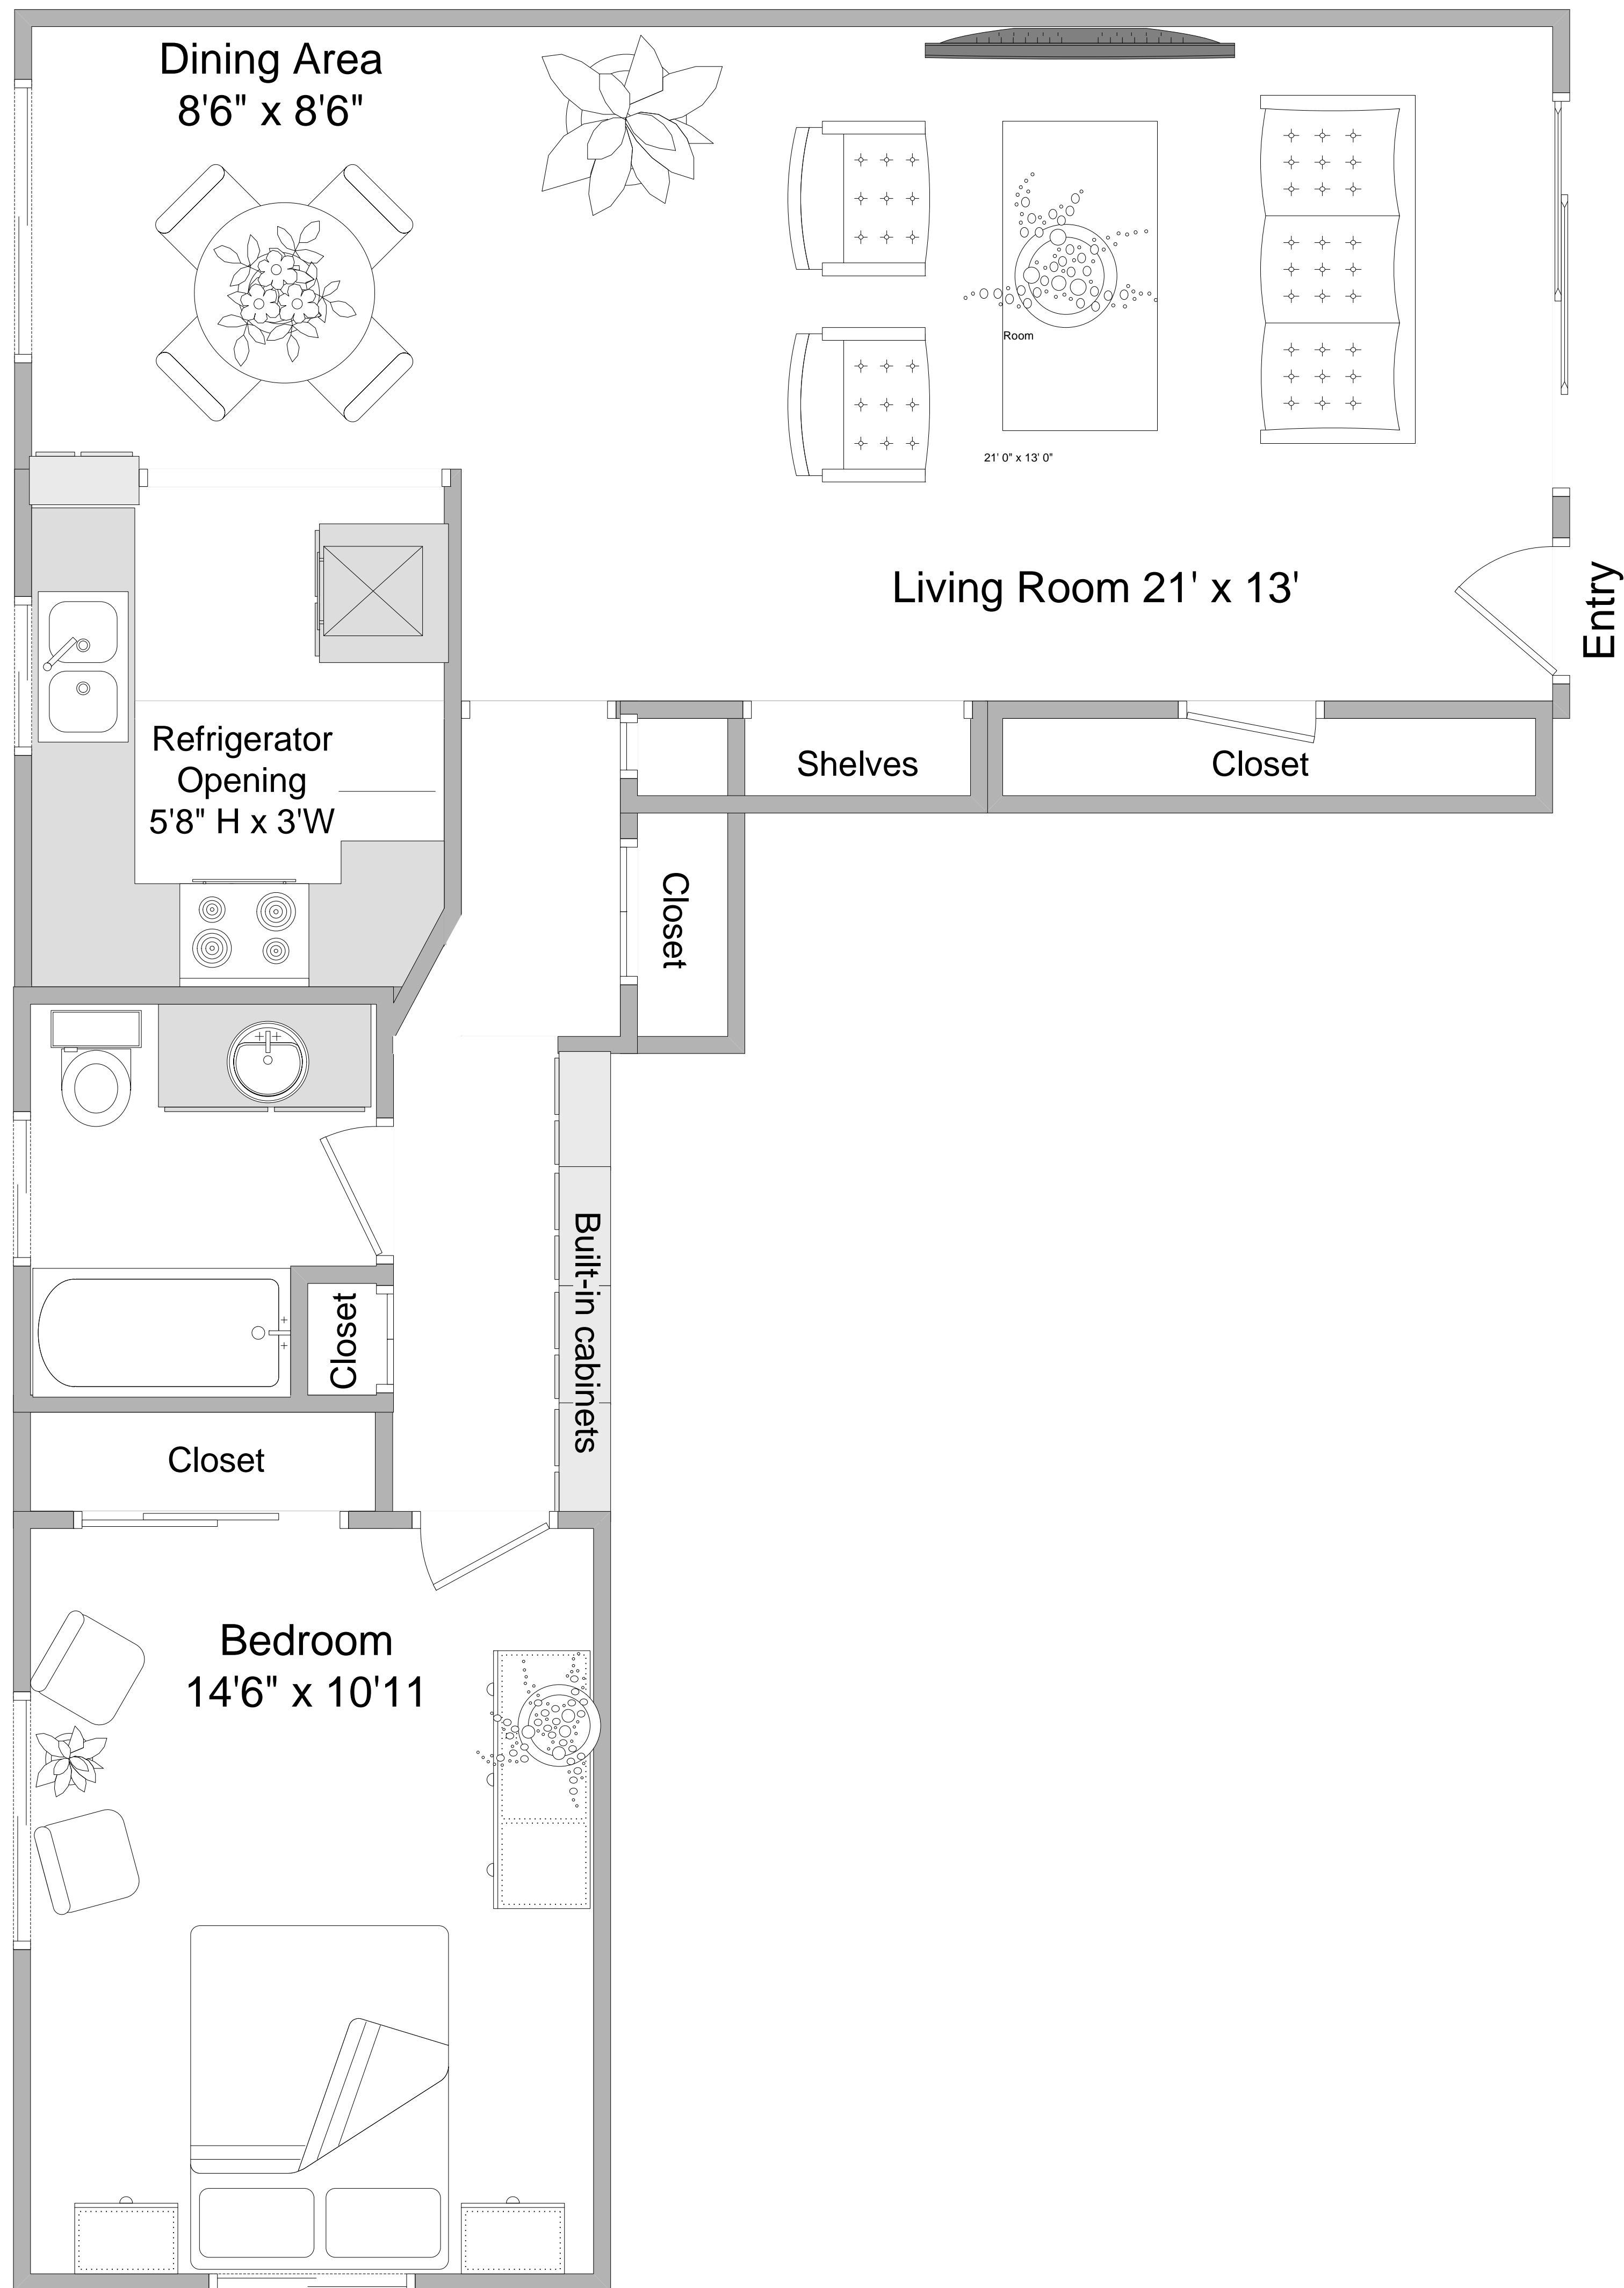 Dining Area
8'6" x 8'6"
Room
21' 0" x 13' 0"
Living Room 21' x 13'
Entry
Refrigerator
Opening
5'8" H x 3'W
Shelves
Closet
Closet
Built-in cabinets
Closet
Closet
Bedroom
14'6" x 10'11